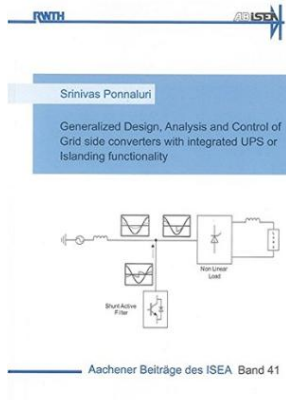 RWTH
ABISEA
Srinivas Ponnaluri
Generalized Design, Analysis and Control of
Grid side converters with integrated UPS or
Islanding functionality
Non Linear
Load
Shunt Active
Filter
Aachener Beiträge des ISEA Band 41